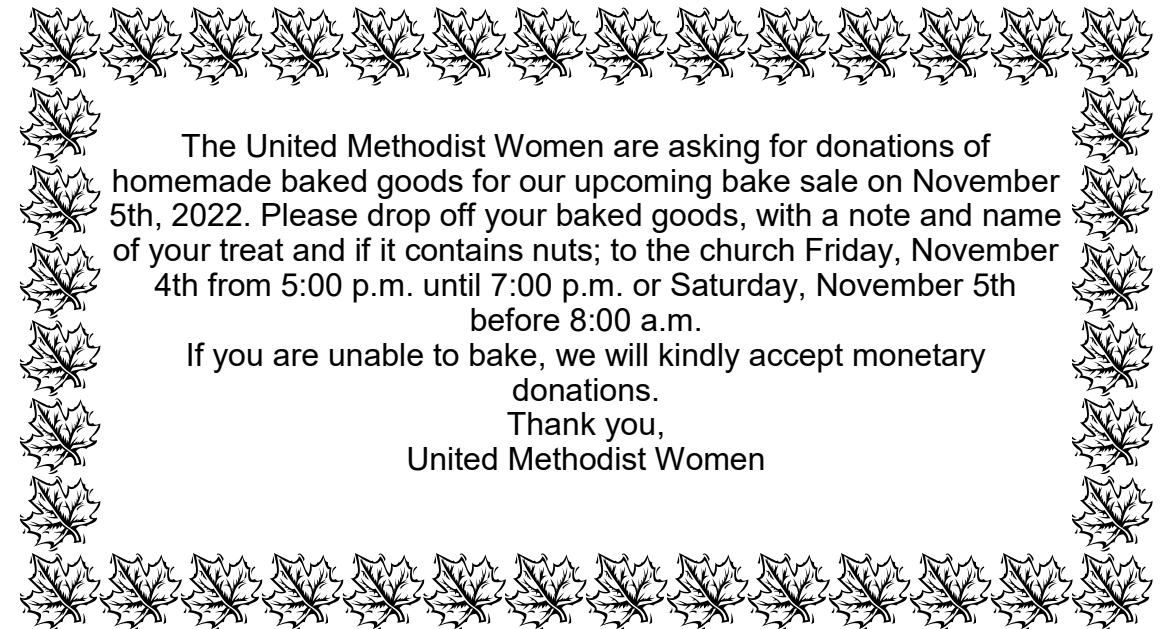 The United Methodist Women are asking for donations of
homemade baked goods for our upcoming bake sale on November
5th, 2022. Please drop off your baked goods, with a note and name
of your treat and if it contains nuts; to the church Friday, November
4th from 5:00 p.m. until 7:00 p.m. or Saturday, November 5th
before 8:00 a.m.
If you are unable to bake, we will kindly accept monetary
donations.
Thank you,
United Methodist Women